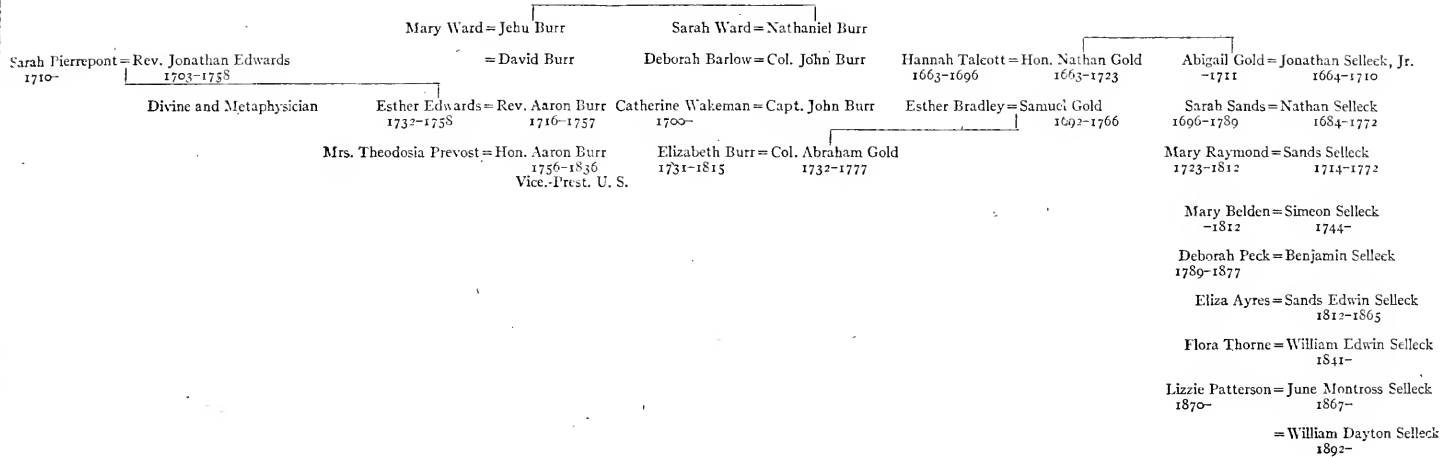 Mary Ward = Jehu Burr Sarah Ward = Nathaniel Burr
Sarah Pierrepont = Rev. Jonathan Edwards = David Burr Deborah Barlow = Col. John Burr Hannah Talcott = Hon. Nathan Gold Abigail Gold = Jonathan Selleck, Jr.
1710- 1703-1758 1663-1696 1663-1723 -1711 1664-1710
Divine and Metaphysician Esther Edwards = Rev. Aaron Burr Catherine Wakeman = Capt. John Burr Esther Bradley = Samuel Gold Sarah Sands = Nathan Selleck
1732-1758 1716-1757 1700- 1692-1766 1696-1789 1684-1772
Mrs. Theodosia Prevost = Hon. Aaron Burr Elizabeth Burr = Col. Abraham Gold Mary Raymond = Sands Selleck
1756-1836 1731-1815 1732-1777 1723-1812 1714-1772
Vice.-Prest. U. S.
Mary Belden = Simeon Selleck
-1812 1744-
Deborah Peck = Benjamin Selleck
1789-1877
Eliza Ayres = Sands Edwin Selleck
1812-1865
Flora Thorne = William Edwin Selleck
1841-
Lizzie Patterson = June Montross Selleck
1870- 1867-
= William Dayton Selleck
1892-